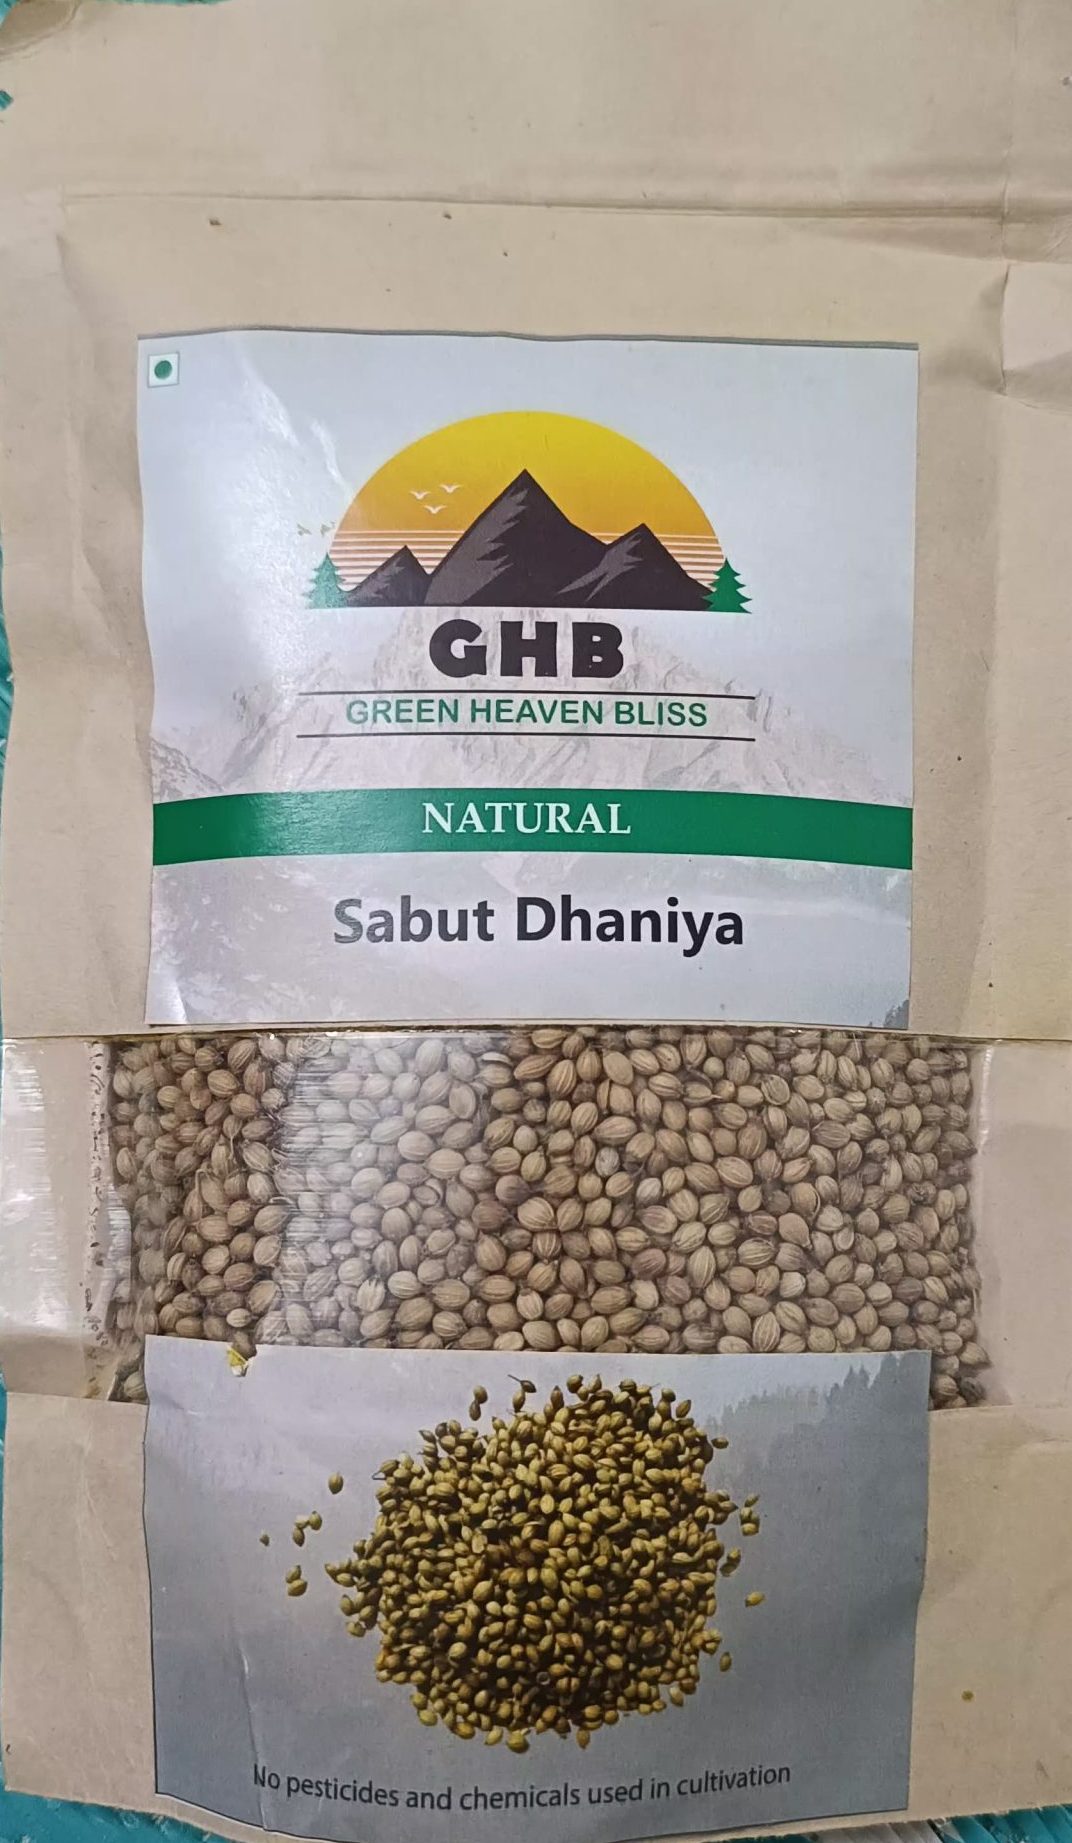 GHB
GREEN HEAVEN BLISS
NATURAL
Sabut Dhaniya
No pesticides and chemicals used in cultivation